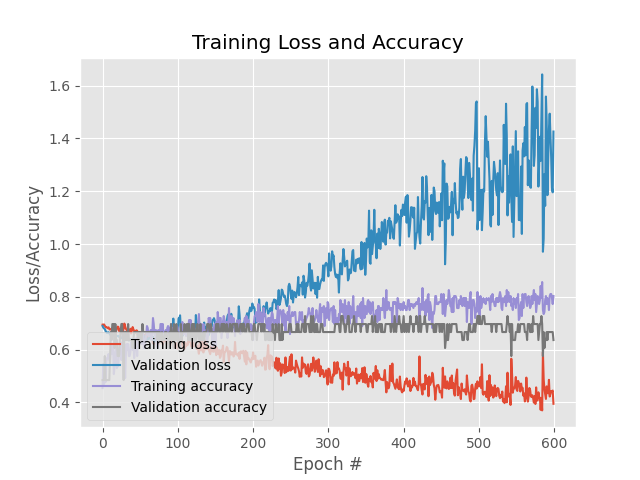 Training Loss and Accuracy
Loss/Accuracy
1.6
1.4
1.2
1.0
0.8
0.6
0.4
Training loss
Validation loss
Training accuracy
Validation accuracy
0 100 200 300 400 500 600
Epoch #